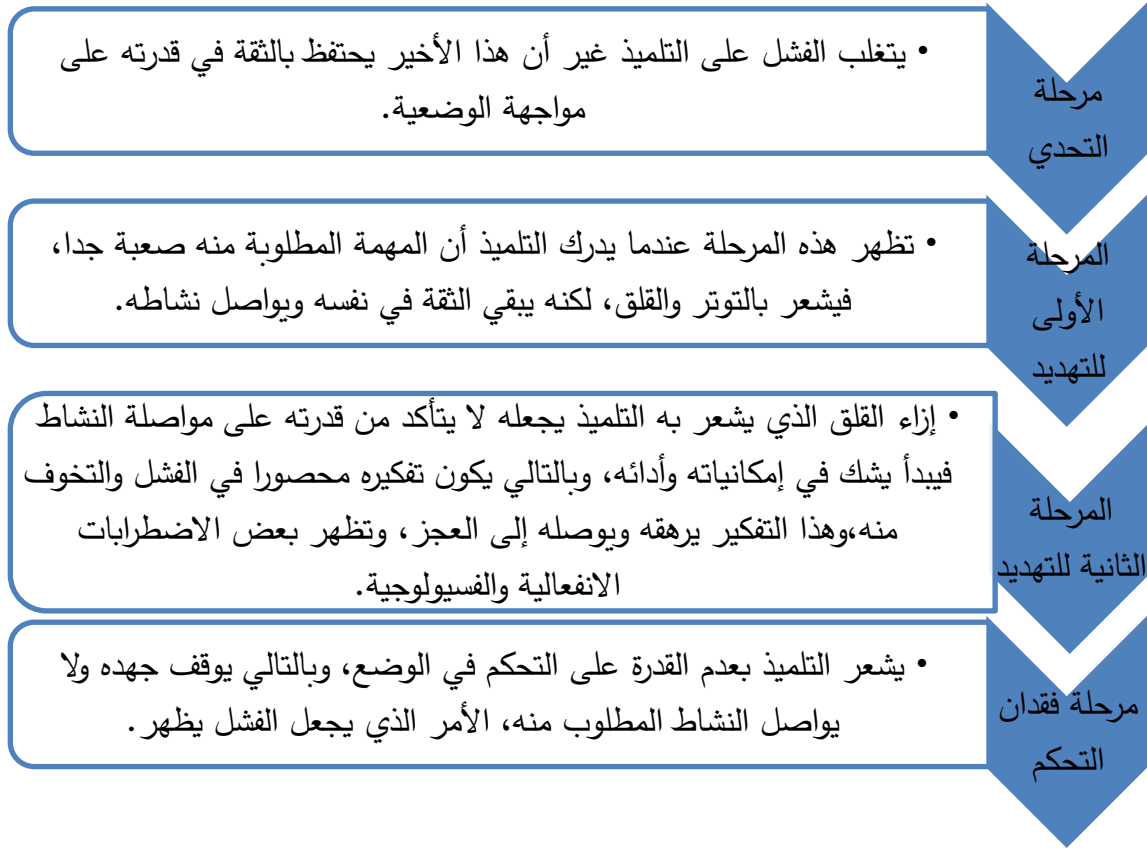 مرحلة
التحدي
• يتغلب الفشل على التلميذ غير أن هذا الأخير يحتفظ بالثقة في قدرته على
مواجهة الوضعية.
المرحلة
الأولى
للتهديد
• تظهر هذه المرحلة عندما يدرك التلميذ أن المهمة المطلوبة منه صعبة جدا،
فيشعر بالتوتر والقلق، لكنه يبقي الثقة في نفسه ويواصل نشاطه.
المرحلة
الثانية للتهديد
• إزاء القلق الذي يشعر به التلميذ يجعله لا يتأكد من قدرته على مواصلة النشاط
فيبدأ يشك في إمكانياته وأدائه، وبالتالي يكون تفكيره محصورا في الفشل والتخوف
منه،وهذا التفكير يرهقه ويوصله إلى العجز، وتظهر بعض الاضطرابات
الانفعالية والفسيولوجية.
مرحلة فقدان
التحكم
• يشعر التلميذ بعدم القدرة على التحكم في الوضع، وبالتالي يوقف جهده ولا
يواصل النشاط المطلوب منه، الأمر الذي يجعل الفشل يظهر.